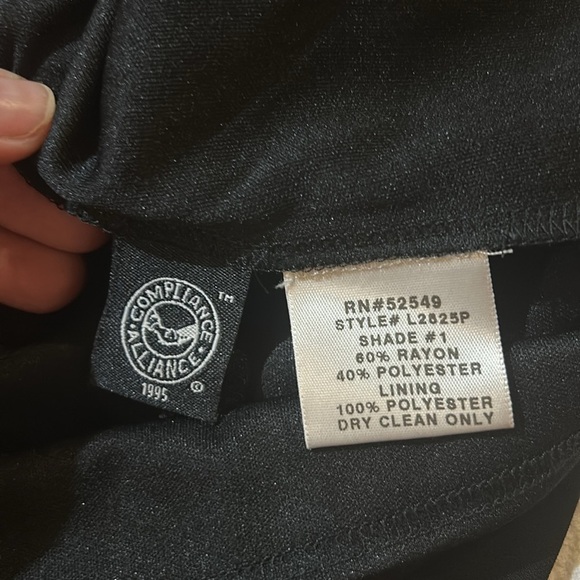 COMPLIANCE
ALLIANCE
™
®
1995
RN#52549
STYLE# L2825P
SHADE #1
60% RAYON
40% POLYESTER
LINING
100% POLYESTER
DRY CLEAN ONLY